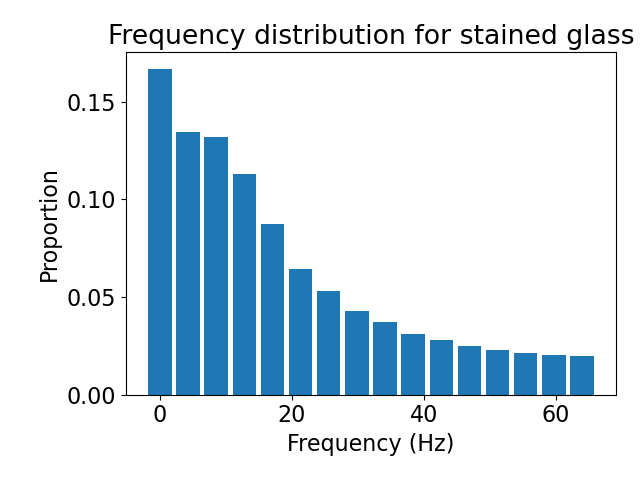 Frequency distribution for stained glass
0.15
0.10
0.05
0.00
Proportion
0 20 40 60
Frequency (Hz)